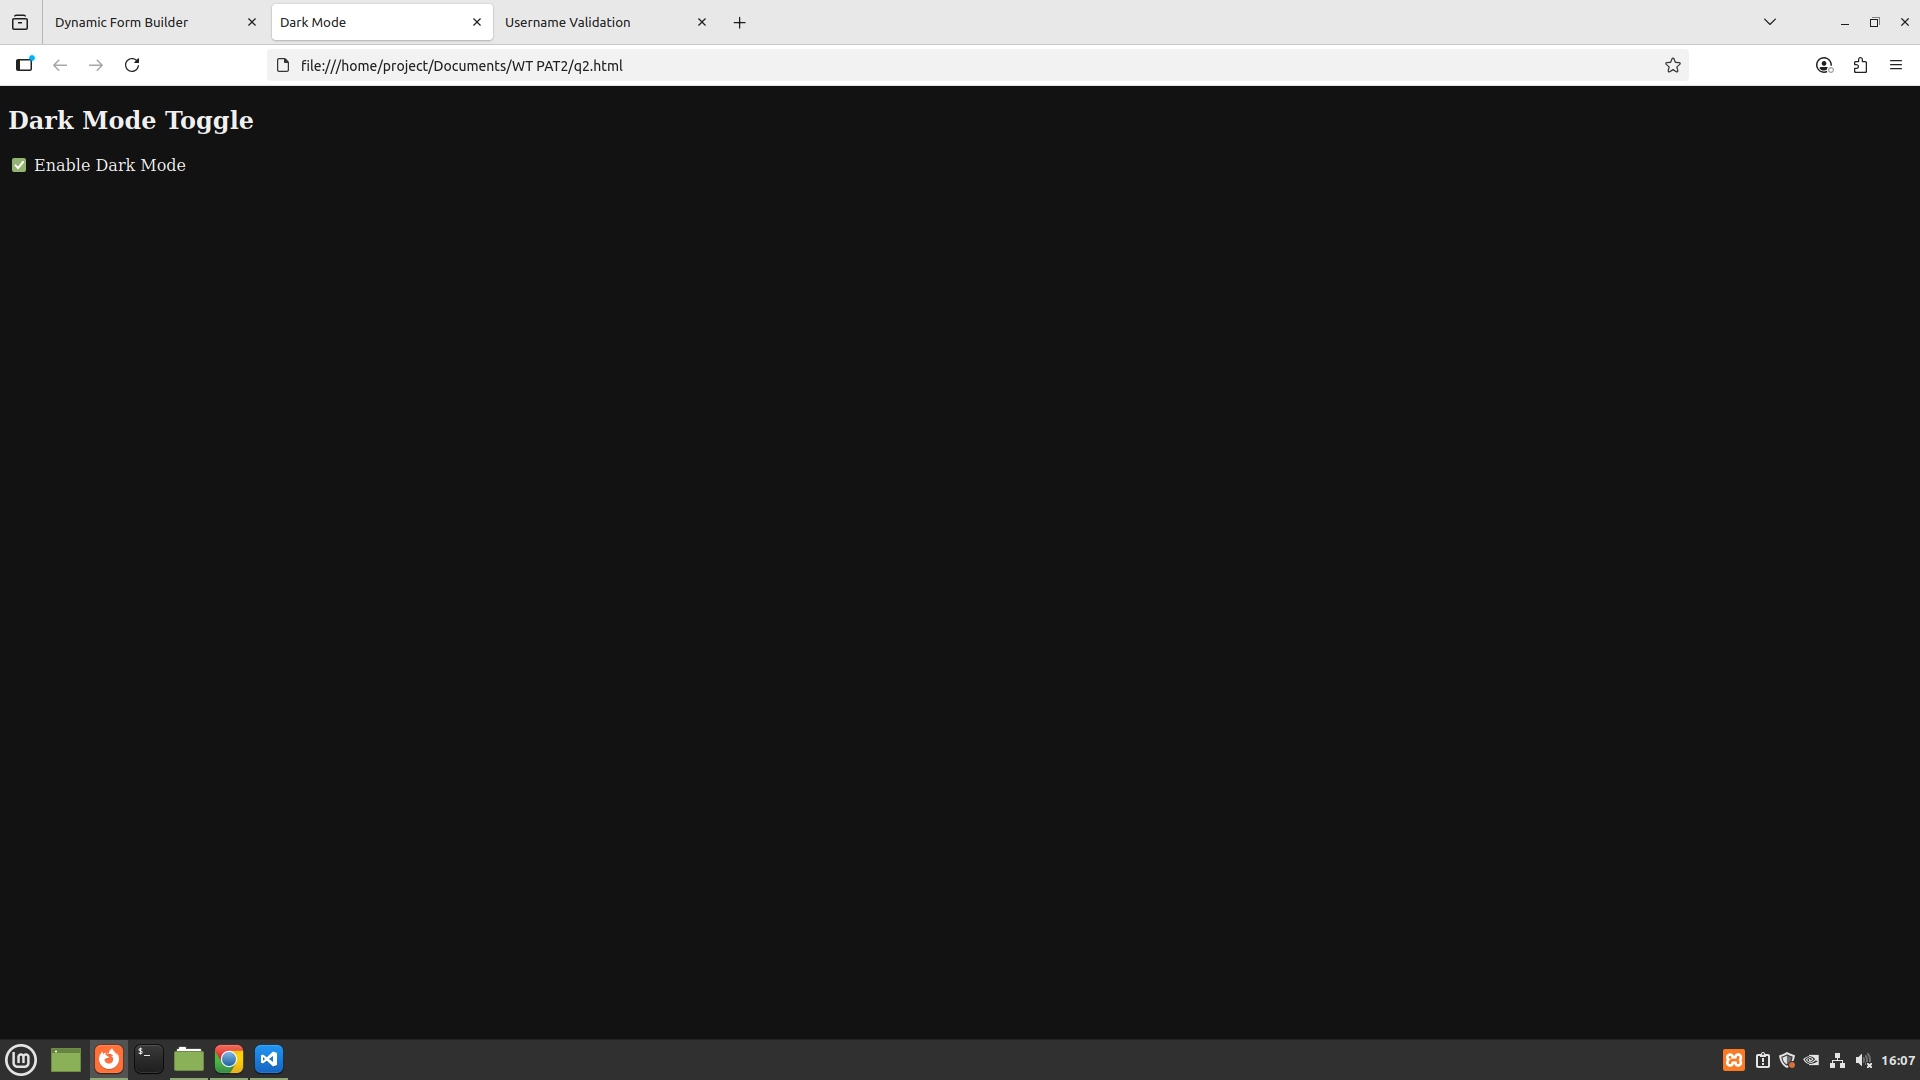 Dynamic Form Builder
Dark Mode
Username Validation
file:///home/project/Documents/WT PAT2/q2.html
Dark Mode Toggle
Enable Dark Mode
lm
$_
16:07